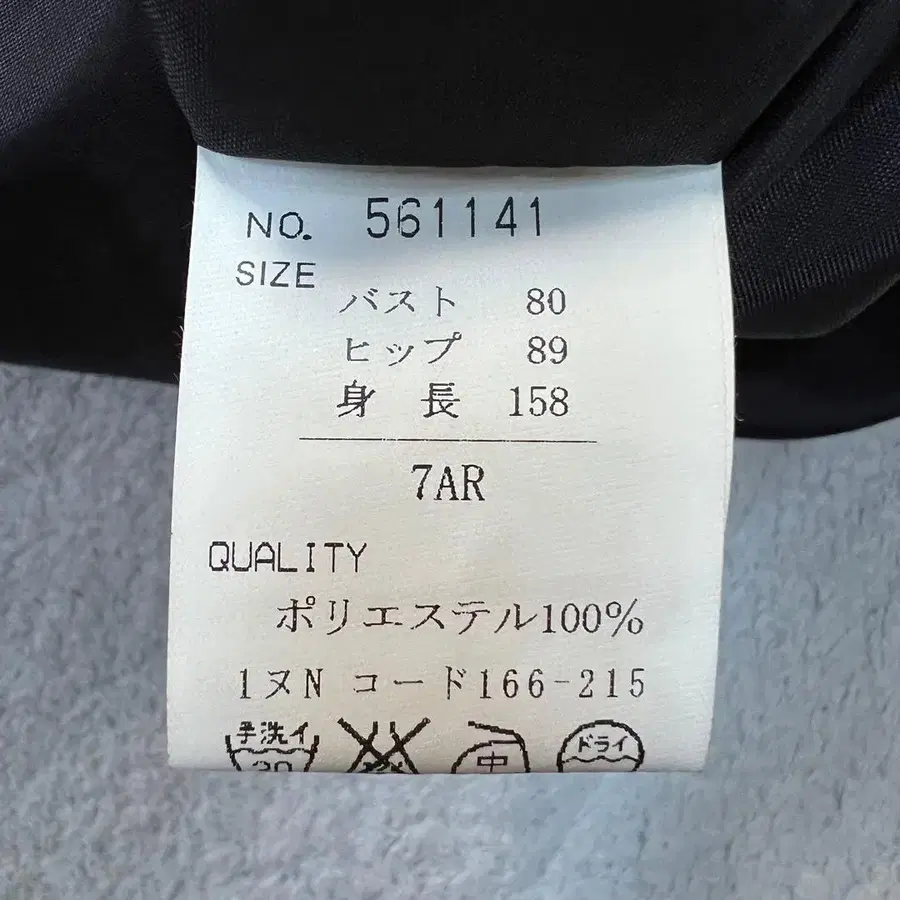 NO. 561141
SIZE
バスト 80
ヒップ 89
身長 158
7AR
QUALITY
ポリエステル100%
1ヌN コード166-215
手洗イ ドライ
30 中